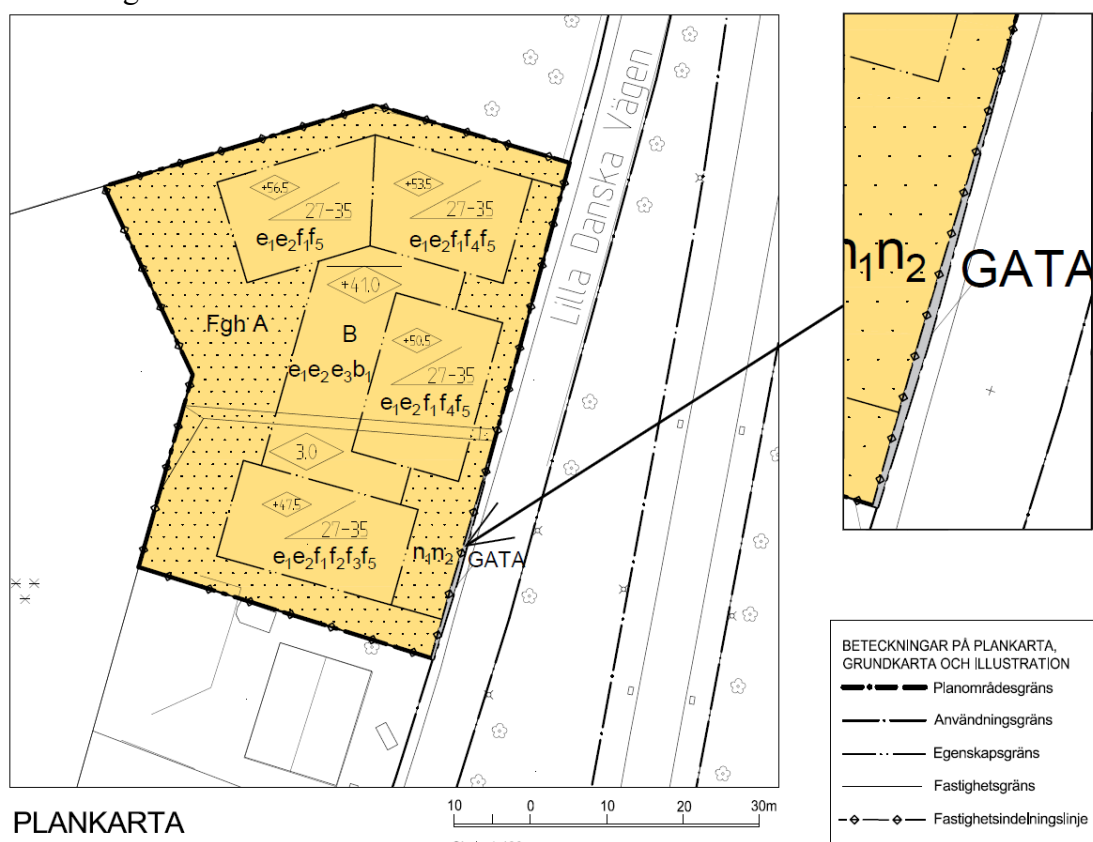 Lilla Danska Vägen
+56.5
27-35
e₁e₂f₁f₅
+53.5
27-35
e₁e₂f₁f₄f₅
+41.0
Fgh A
B
e₁e₂e₃b₁
+50.5
27-35
e₁e₂f₁f₄f₅
3.0
+47.5
27-35
e₁e₂f₁f₂f₃f₅
n₁n₂
GATA
n₁n₂
GATA
BETECKNINGAR PÅ PLANKARTA,
GRUNDKARTA OCH ILLUSTRATION
Planområdesgräns
Användningsgräns
Egenskapsgräns
Fastighetsgräns
Fastighetsindelningslinje
PLANKARTA
10 0 10 20 30m